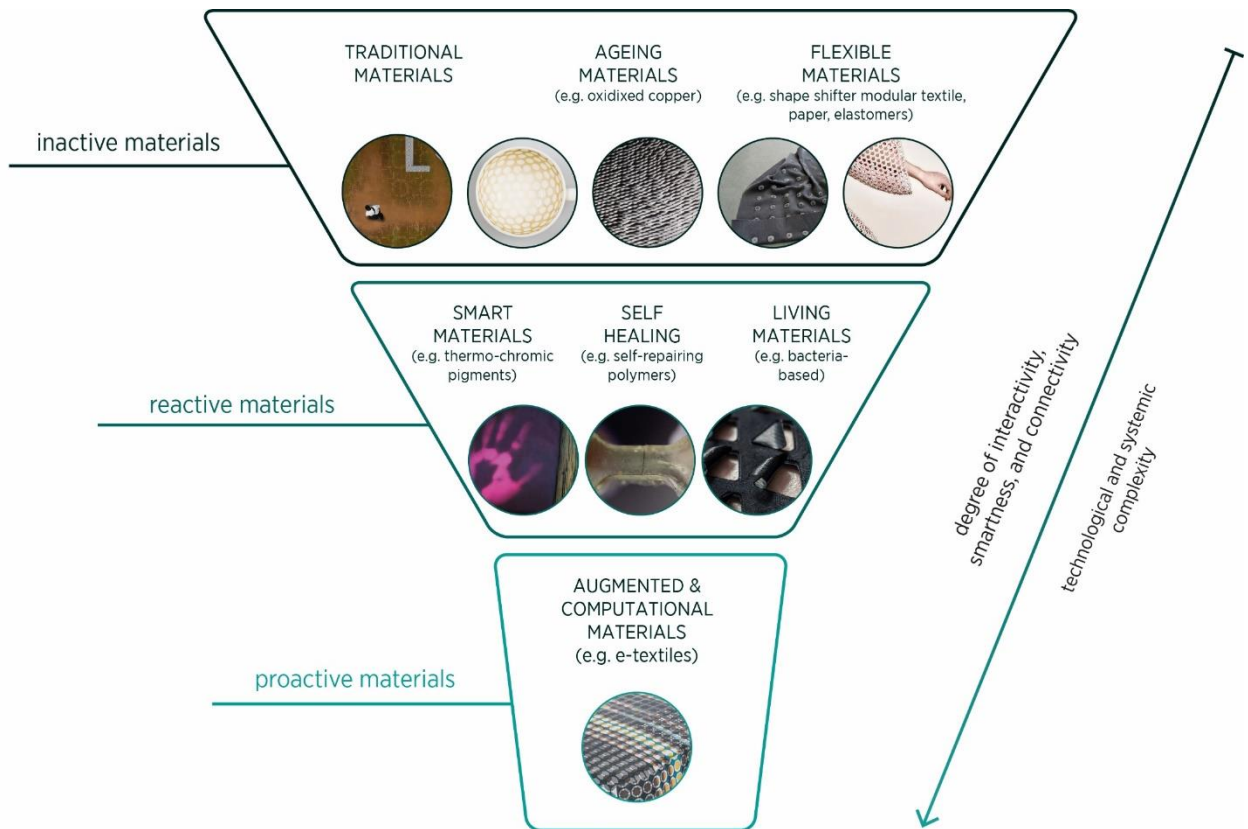 TRADITIONAL
MATERIALS
AGEING
MATERIALS
(e.g. oxidixed copper)
FLEXIBLE
MATERIALS
(e.g. shape shifter modular textile,
paper, elastomers)
inactive materials
L
SMART
MATERIALS
(e.g. thermo-chromic
pigments)
SELF
HEALING
(e.g. self-repairing
polymers)
LIVING
MATERIALS
(e.g. bacteria-
based)
reactive materials
AUGMENTED &
COMPUTATIONAL
MATERIALS
(e.g. e-textiles)
proactive materials
degree of interactivity,
smartness, and connectivity
technological and systemic
complexity